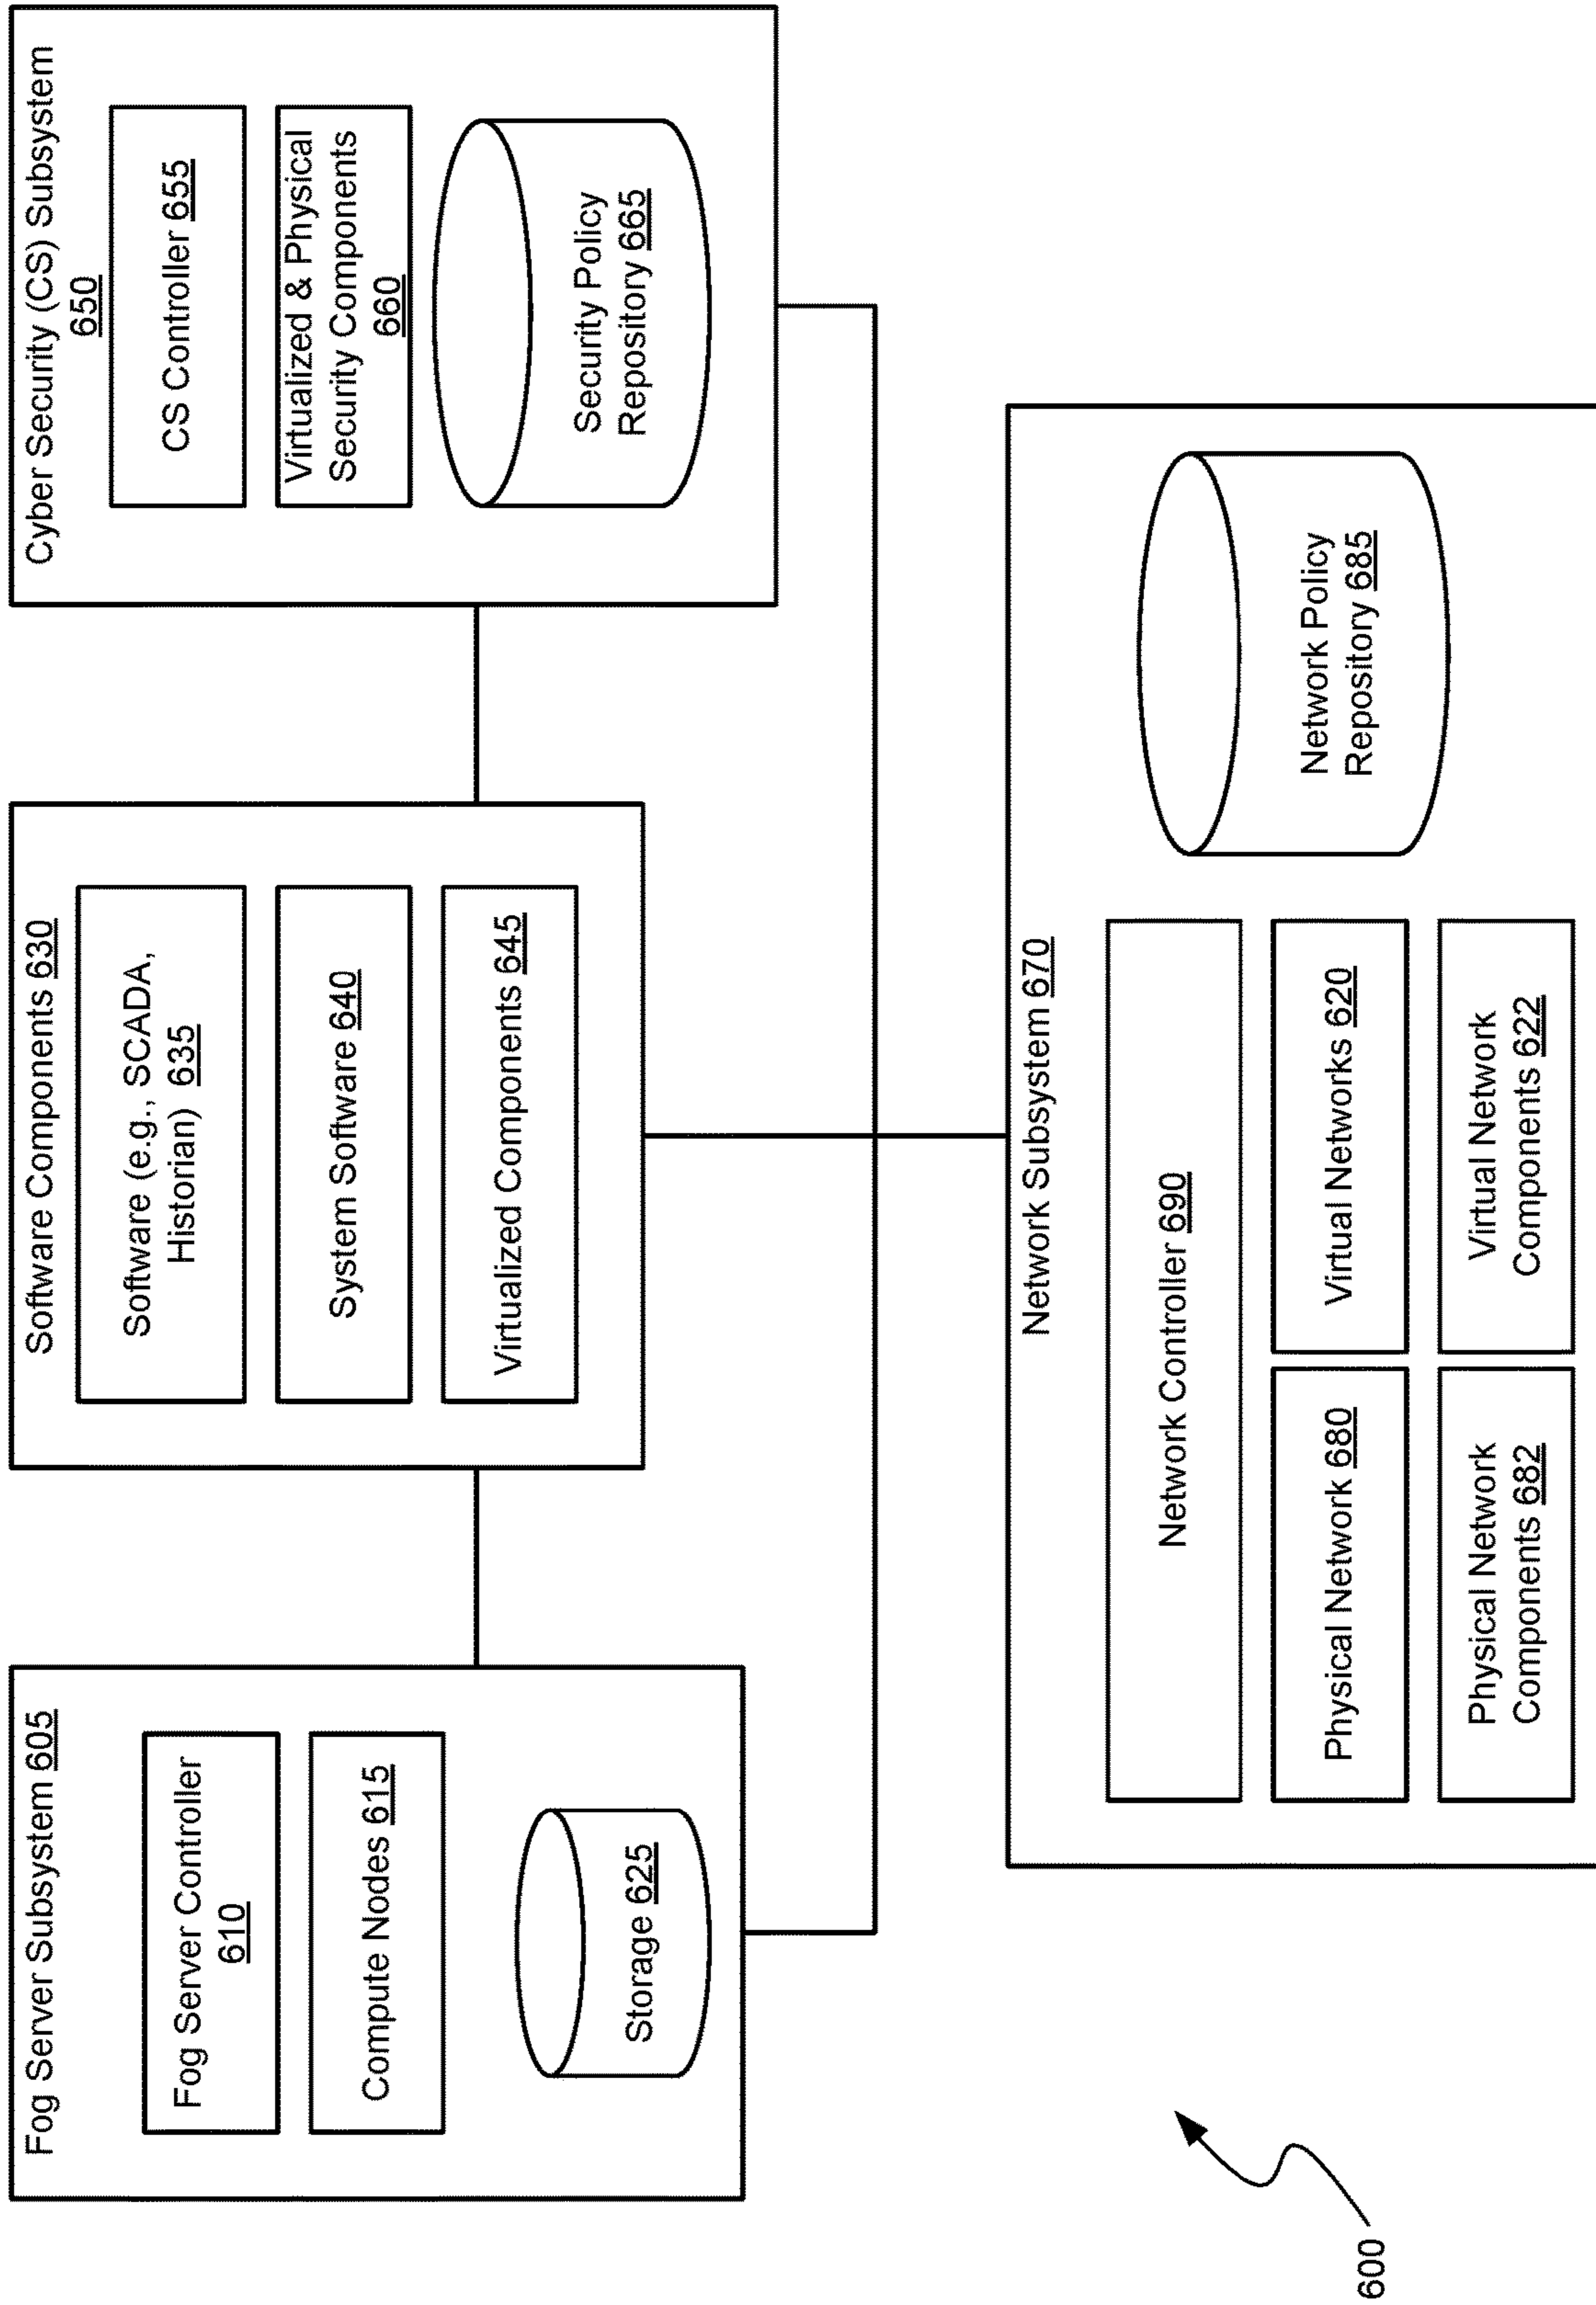 Fog Server Subsystem 605
Fog Server Controller
610
Compute Nodes 615
Storage 625
Software Components 630
Software (e.g., SCADA,
Historian) 635
System Software 640
Virtualized Components 645
Cyber Security (CS) Subsystem
650
CS Controller 655
Virtualized & Physical
Security Components
660
Security Policy
Repository 665
Network Subsystem 670
Network Controller 690
Physical Network 680
Virtual Networks 620
Physical Network
Components 682
Virtual Network
Components 622
Network Policy
Repository 685
600